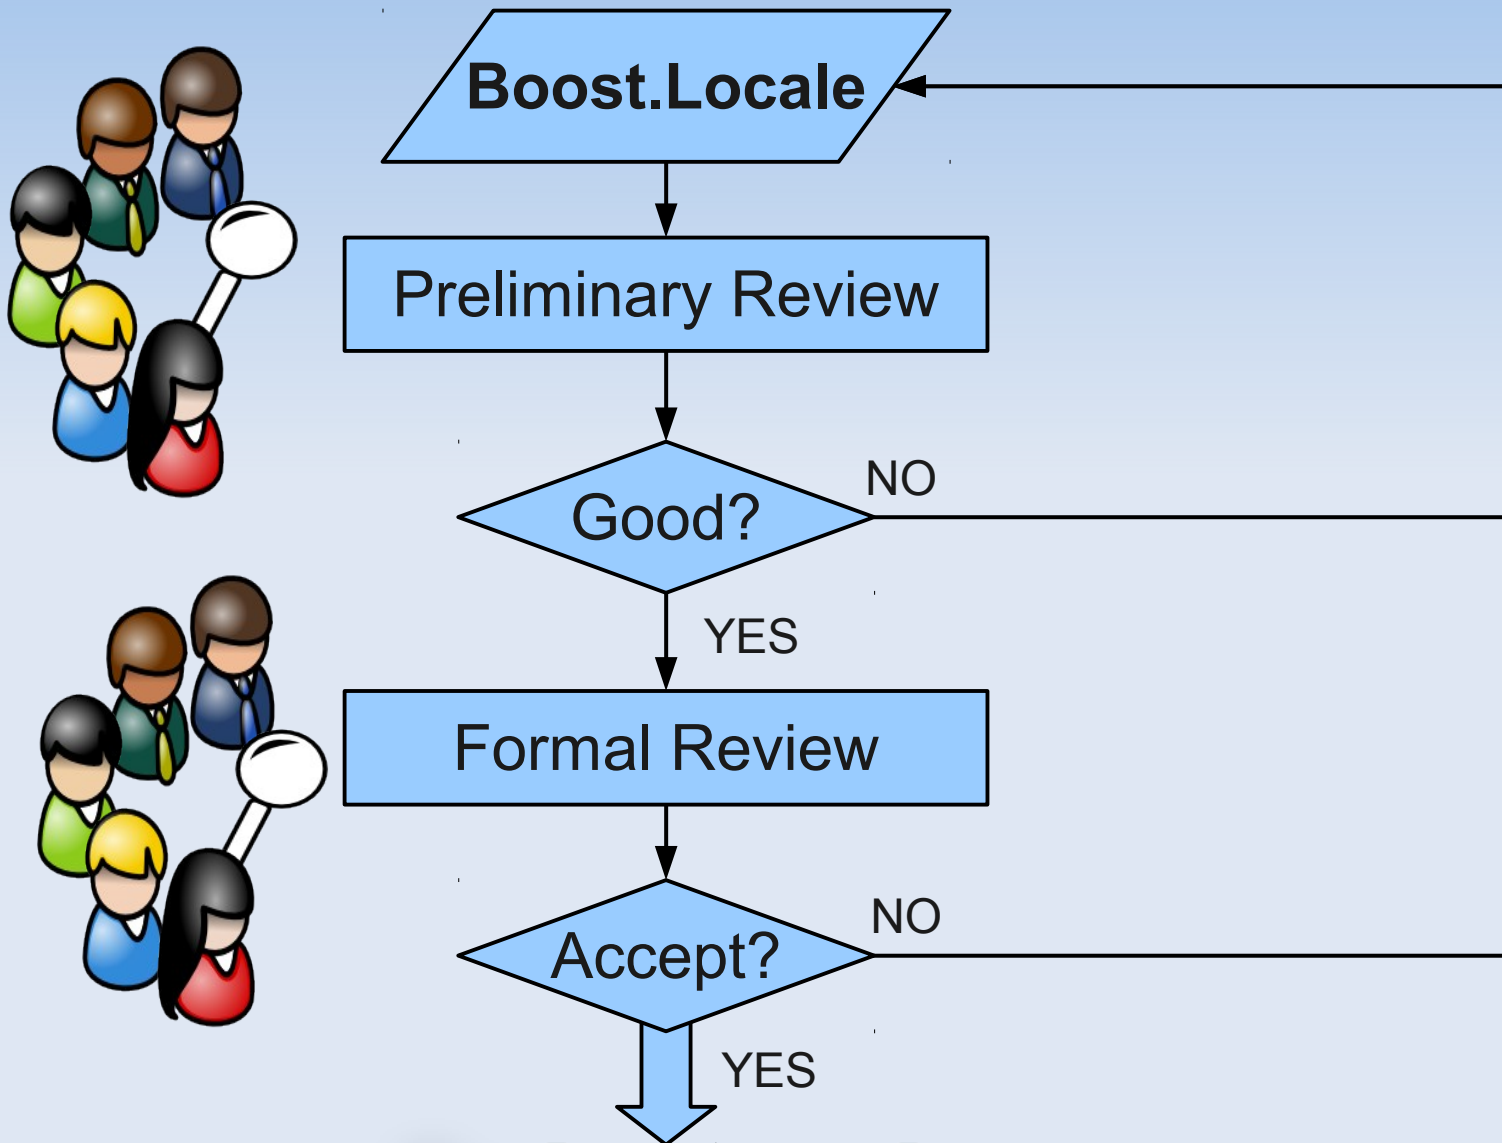 Boost.Locale
Preliminary Review
Good?
NO
YES
Formal Review
Accept?
NO
YES